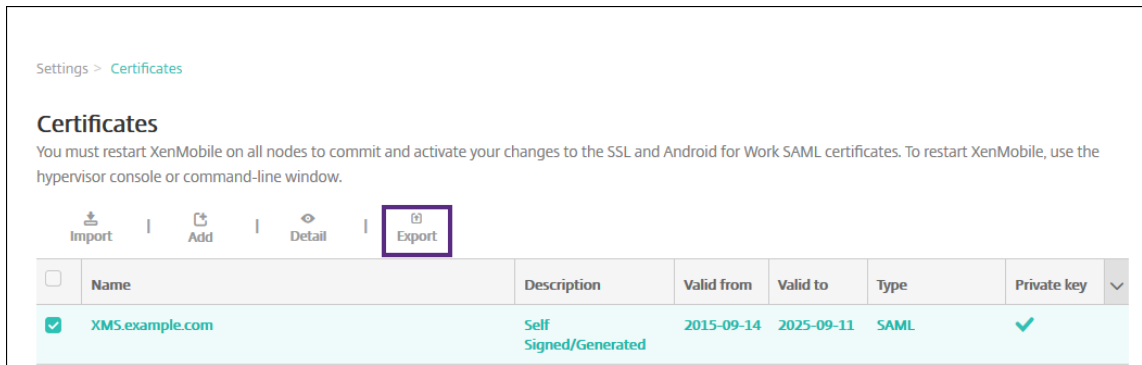 Settings > Certificates
Certificates
You must restart XenMobile on all nodes to commit and activate your changes to the SSL and Android for Work SAML certificates. To restart XenMobile, use the
hypervisor console or command-line window.
Import | Add | Detail | Export
Name Description Valid from Valid to Type Private key
XMS.example.com Self 2015-09-14 2025-09-11 SAML
Signed/Generated